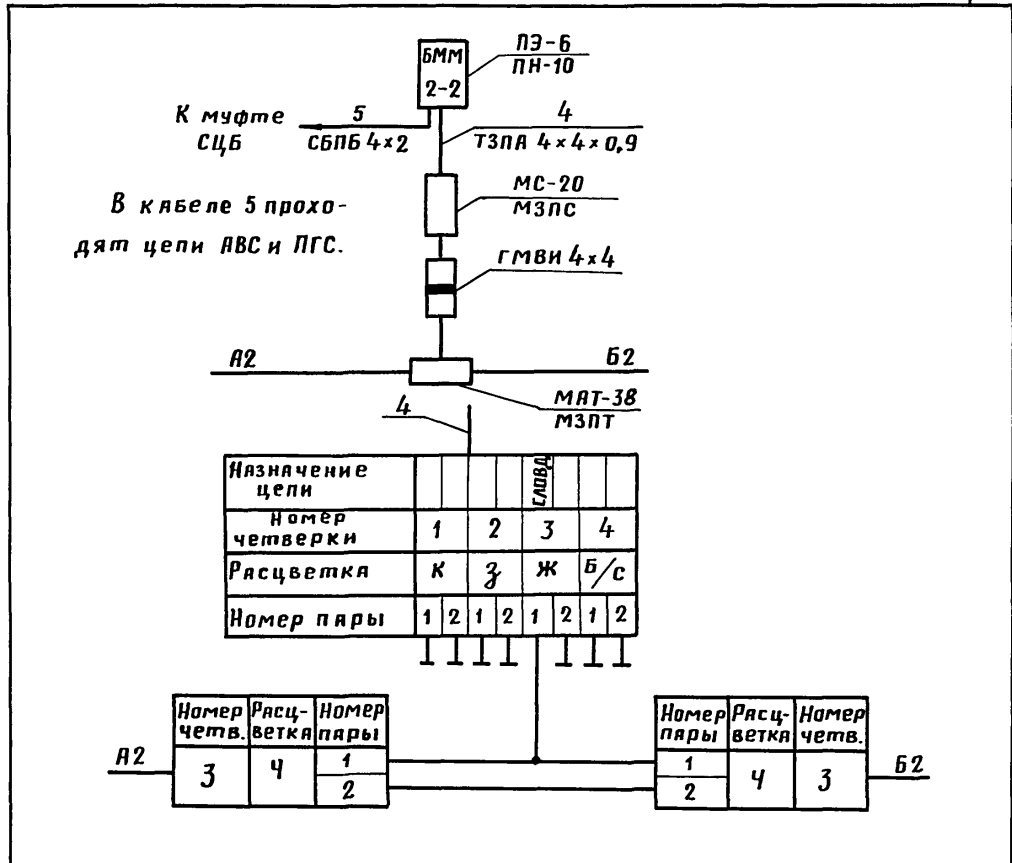 БММ
2-2
ПЭ-6
ПН-10
К муфте
СЦБ
5
СБПБ 4×2
4
ТЗПА 4×4×0,9
МС-20
МЗПС
В кабеле 5 прохо-
дят цепи АВС и ПГС.
ГМВИ 4×4
А2
Б2
МАТ-38
МЗПТ
4
Назначение
цепи
СЛОВД
Номер
четверки
1 2 3 4
Расцветка К З Ж Б/С
Номер пары 1 2 1 2 1 2 1 2
Номер
четв.
Расц-
ветка
Номер
пары
А2
3 Ч 1
2
Номер
пары
Расц-
ветка
Номер
четв.
1
2
Ч 3
Б2